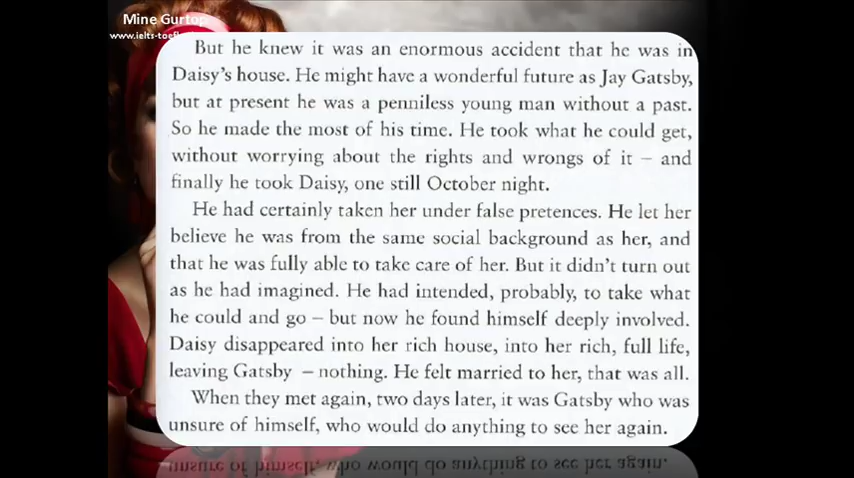 Mine Gurtop
www.ielts-toefl
But he knew it was an enormous accident that he was in
Daisy's house. He might have a wonderful future as Jay Gatsby,
but at present he was a penniless young man without a past.
So he made the most of his time. He took what he could get,
without worrying about the rights and wrongs of it – and
finally he took Daisy, one still October night.
He had certainly taken her under false pretences. He let her
believe he was from the same social background as her, and
that he was fully able to take care of her. But it didn't turn out
as he had imagined. He had intended, probably, to take what
he could and go – but now he found himself deeply involved.
Daisy disappeared into her rich house, into her rich, full life,
leaving Gatsby – nothing. He felt married to her, that was all.
When they met again, two days later, it was Gatsby who was
unsure of himself, who would do anything to see her again.